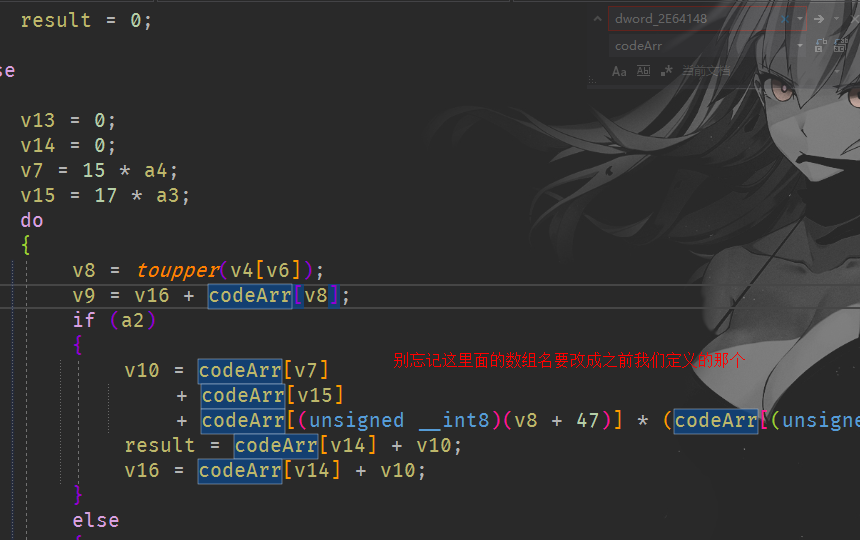 result = 0;
dword_2E64148
codeArr
Aa Ab .* 当前文档
se
v13 = 0;
v14 = 0;
v7 = 15 * a4;
v15 = 17 * a3;
do
{
v8 = toupper(v4[v6]);
v9 = v16 + codeArr[v8];
if (a2)
{
别忘记这里面的数组名要改成之前我们定义的那个
v10 = codeArr[v7]
+ codeArr[v15]
+ codeArr[(unsigned __int8)(v8 + 47)] * (codeArr[(unsigne
result = codeArr[v14] + v10;
v16 = codeArr[v14] + v10;
}
else
{